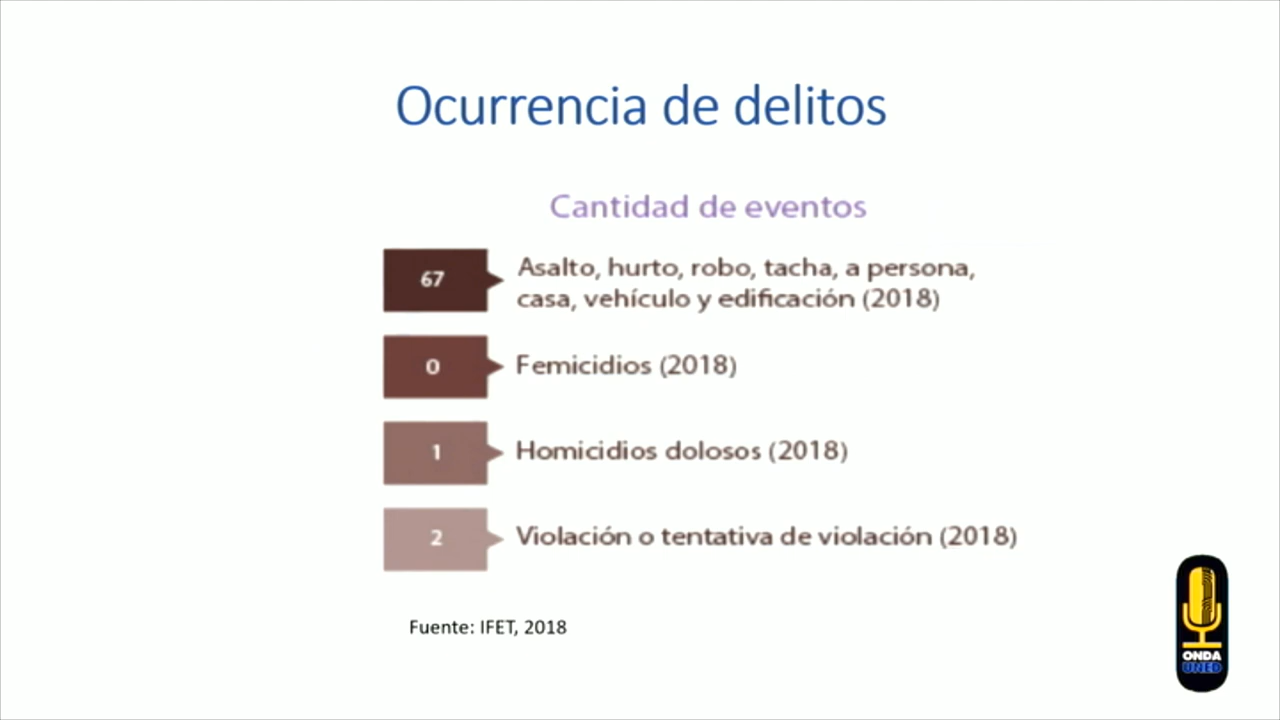 Ocurrencia de delitos
Cantidad de eventos
67
Asalto, hurto, robo, tacha, a persona,
casa, vehículo y edificación (2018)
0
Femicidios (2018)
1
Homicidios dolosos (2018)
2
Violación o tentativa de violación (2018)
Fuente: IFET, 2018
ONDA
UNED